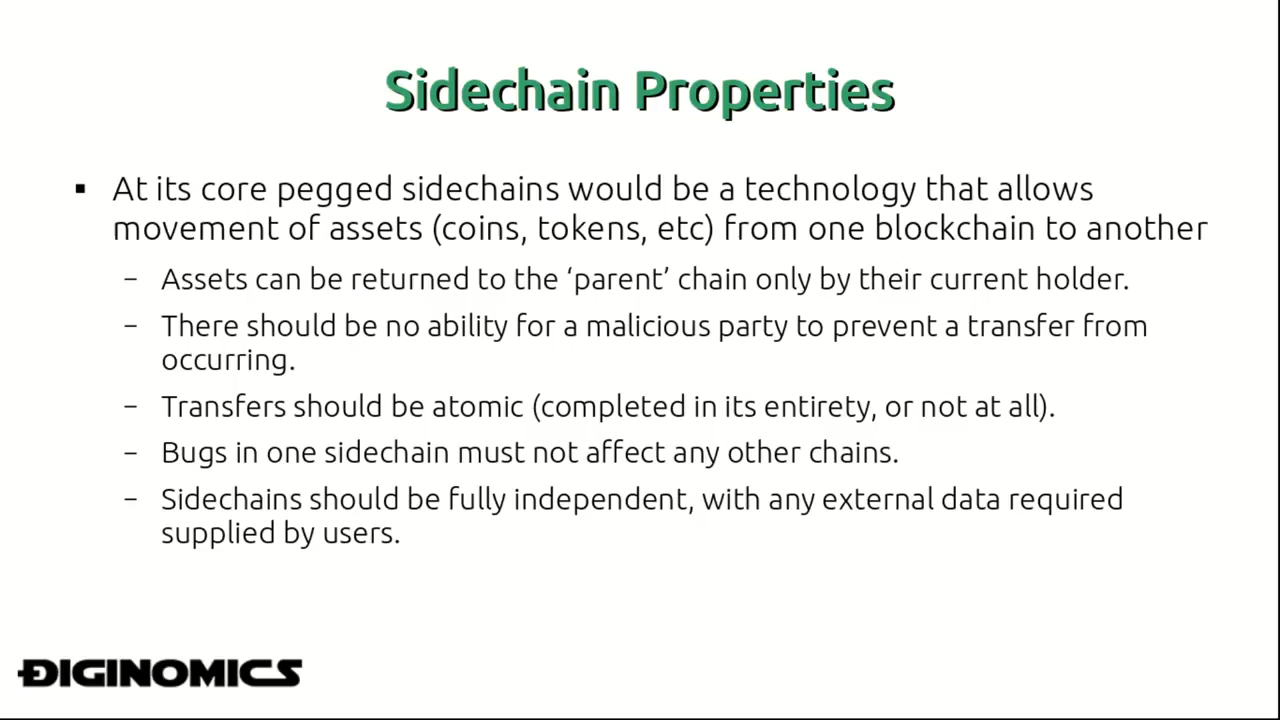 Sidechain Properties
▪ At its core pegged sidechains would be a technology that allows
movement of assets (coins, tokens, etc) from one blockchain to another
– Assets can be returned to the ‘parent’ chain only by their current holder.
– There should be no ability for a malicious party to prevent a transfer from
occurring.
– Transfers should be atomic (completed in its entirety, or not at all).
– Bugs in one sidechain must not affect any other chains.
– Sidechains should be fully independent, with any external data required
supplied by users.
DIGINOMICS